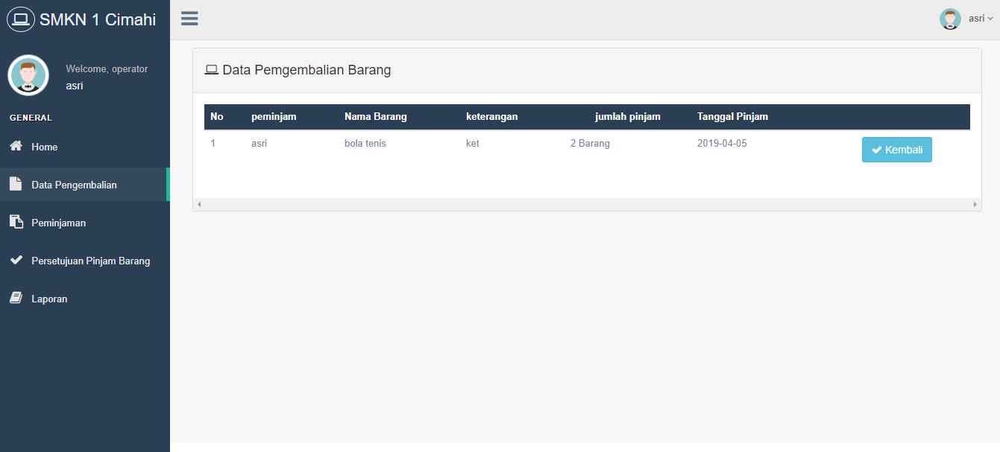 SMKN 1 Cimahi
asri
Welcome, operator
asri
GENERAL
Home
Data Pengembalian
Peminjaman
Persetujuan Pinjam Barang
Laporan
Data Pemgembalian Barang
No peminjam Nama Barang keterangan jumlah pinjam Tanggal Pinjam
1 asri bola tenis ket 2 Barang 2019-04-05 Kembali